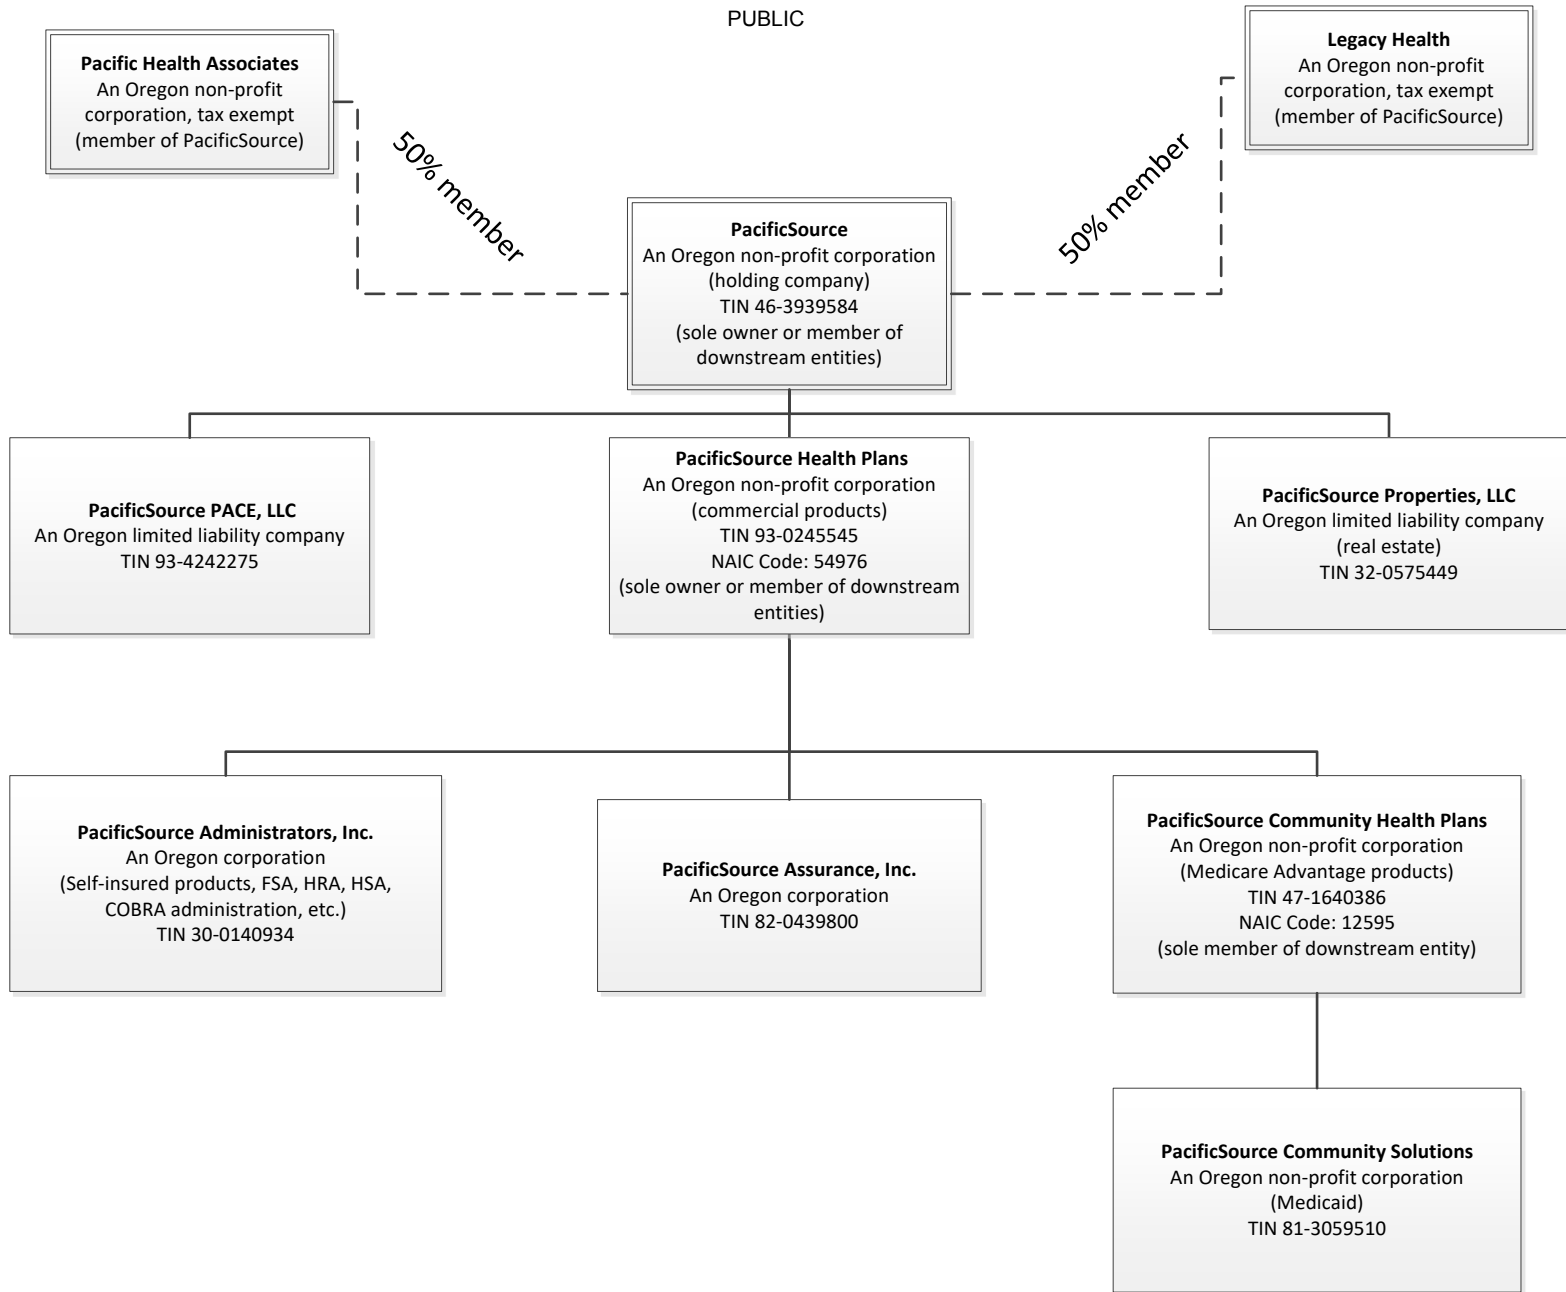 PUBLIC
Pacific Health Associates
An Oregon non-profit
corporation, tax exempt
(member of PacificSource)
Legacy Health
An Oregon non-profit
corporation, tax exempt
(member of PacificSource)
50% member
50% member
PacificSource
An Oregon non-profit corporation
(holding company)
TIN 46-3939584
(sole owner or member of
downstream entities)
PacificSource PACE, LLC
An Oregon limited liability company
TIN 93-4242275
PacificSource Health Plans
An Oregon non-profit corporation
(commercial products)
TIN 93-0245545
NAIC Code: 54976
(sole owner or member of downstream
entities)
PacificSource Properties, LLC
An Oregon limited liability company
(real estate)
TIN 32-0575449
PacificSource Administrators, Inc.
An Oregon corporation
(Self-insured products, FSA, HRA, HSA,
COBRA administration, etc.)
TIN 30-0140934
PacificSource Assurance, Inc.
An Oregon corporation
TIN 82-0439800
PacificSource Community Health Plans
An Oregon non-profit corporation
(Medicare Advantage products)
TIN 47-1640386
NAIC Code: 12595
(sole member of downstream entity)
PacificSource Community Solutions
An Oregon non-profit corporation
(Medicaid)
TIN 81-3059510